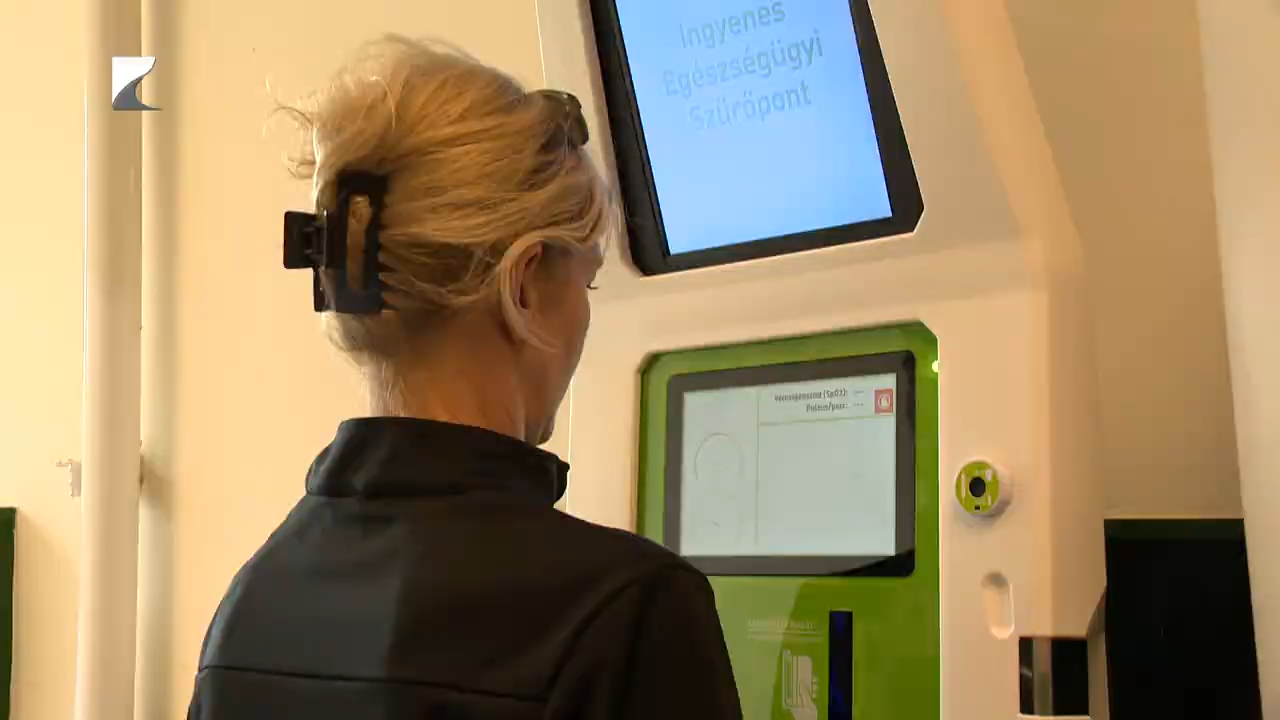 Ingyenes
Egészségügyi
Szűrőpont
Véroxigénszint (SpO2): ---
Pulzus/perc: ---